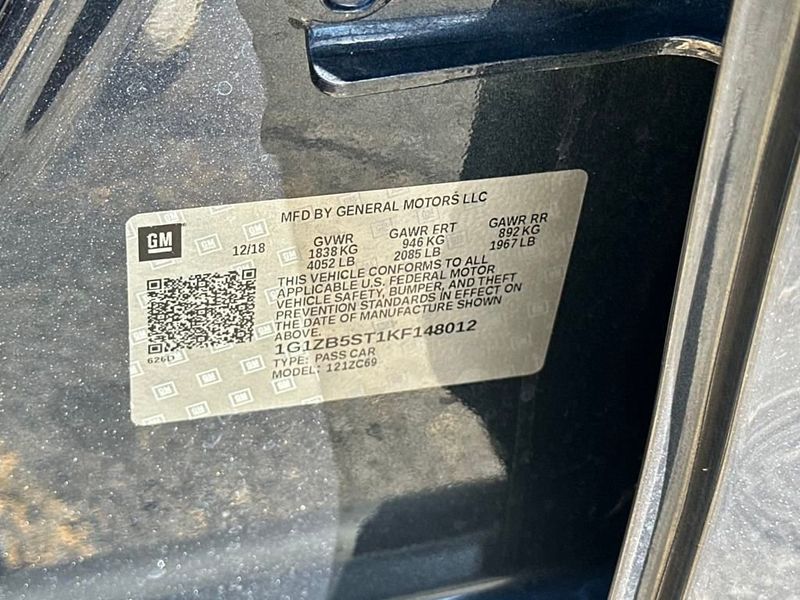 MFD BY GENERAL MOTORS LLC
GM
12/18
GVWR
1838 KG
4052 LB
GAWR FRT
946 KG
2085 LB
GAWR RR
892 KG
1967 LB
THIS VEHICLE CONFORMS TO ALL
APPLICABLE U.S. FEDERAL MOTOR
VEHICLE SAFETY, BUMPER, AND THEFT
PREVENTION STANDARDS IN EFFECT ON
THE DATE OF MANUFACTURE SHOWN
ABOVE.
1G1ZB5ST1KF148012
626D
TYPE: PASS CAR
MODEL: 121ZC69